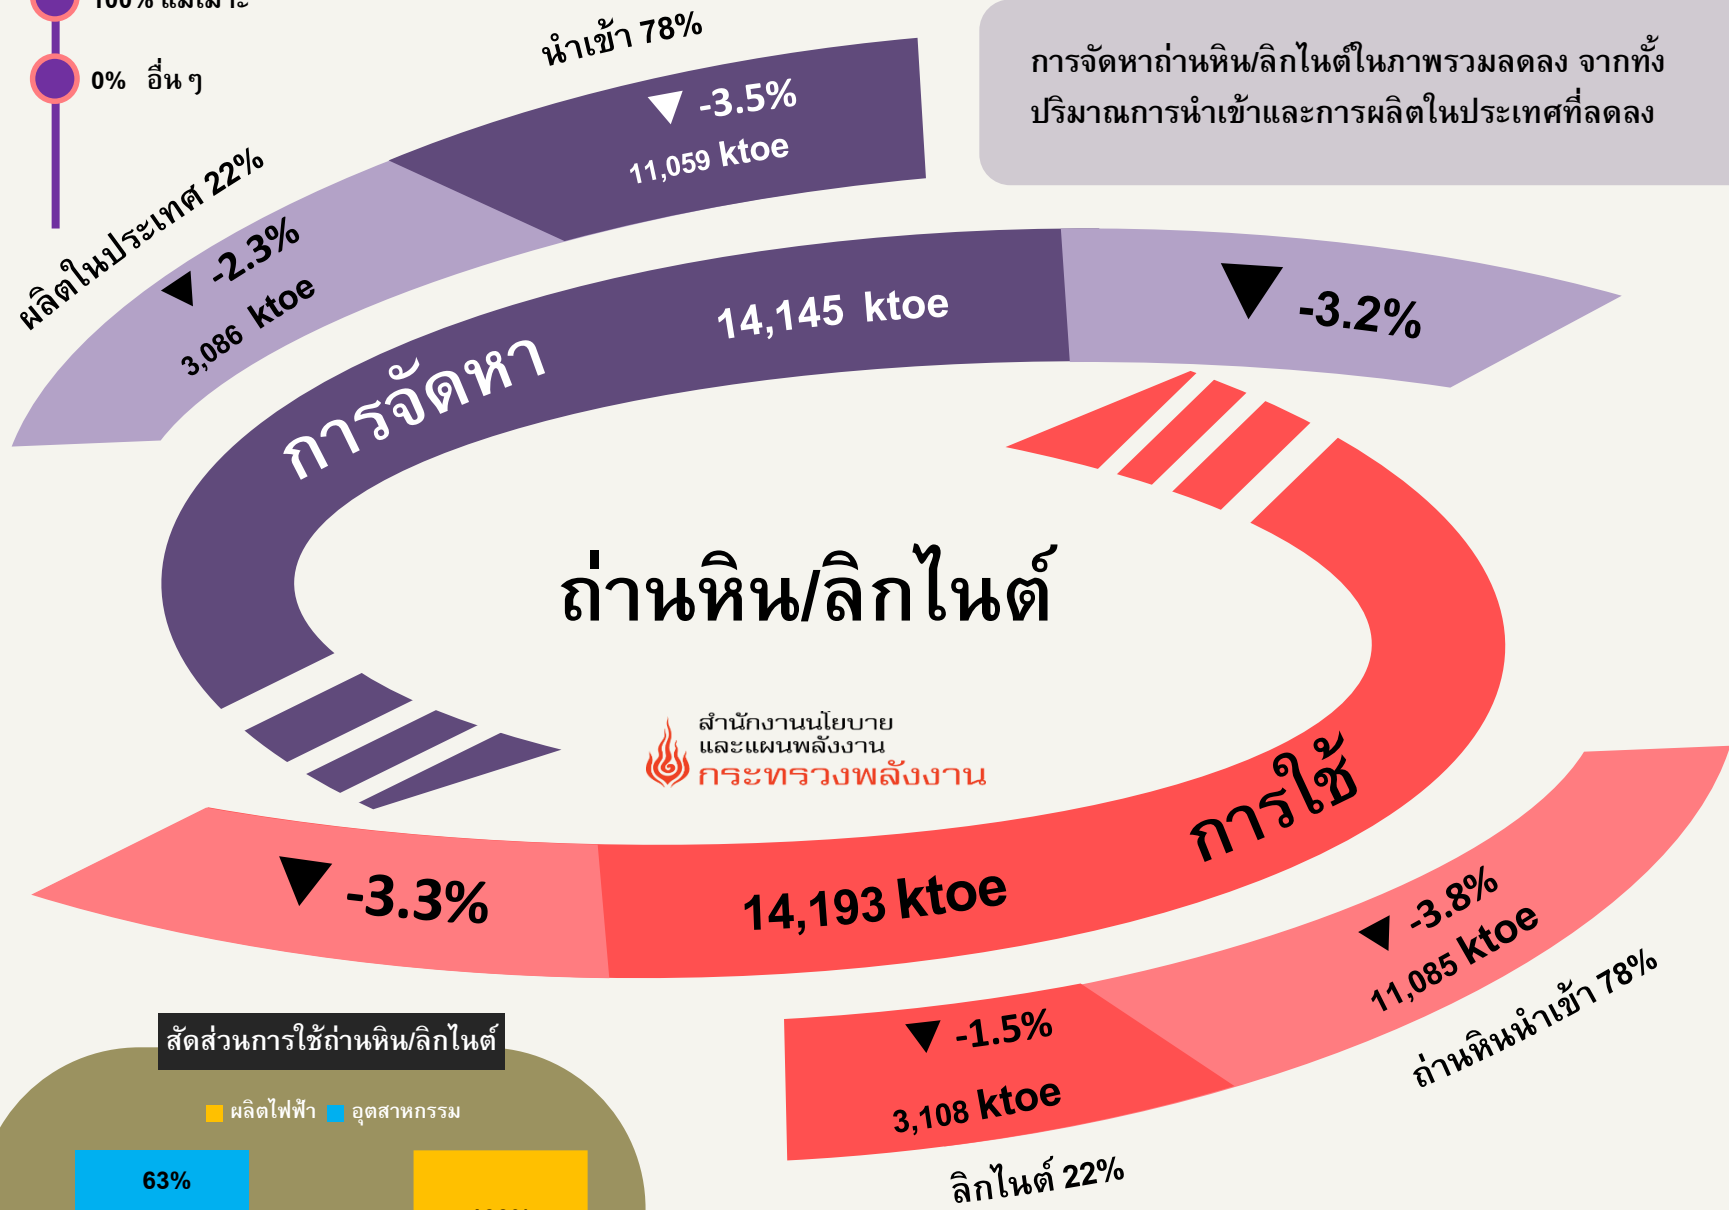 100% แม่เมาะ
0% อื่น ๆ
นำเข้า 78%
-3.5%
11,059 ktoe
ผลิตในประเทศ 22%
-2.3%
3,086 ktoe
การจัดหาถ่านหิน/ลิกไนต์ในภาพรวมลดลง จากทั้ง
ปริมาณการนำเข้าและการผลิตในประเทศที่ลดลง
การจัดหา
14,145 ktoe
-3.2%
ถ่านหิน/ลิกไนต์
สำนักงานนโยบาย
และแผนพลังงาน
กระทรวงพลังงาน
การใช้
14,193 ktoe
-3.3%
-3.8%
11,085 ktoe
ถ่านหินนำเข้า 78%
-1.5%
3,108 ktoe
ลิกไนต์ 22%
สัดส่วนการใช้ถ่านหิน/ลิกไนต์
ผลิตไฟฟ้า อุตสาหกรรม
63%